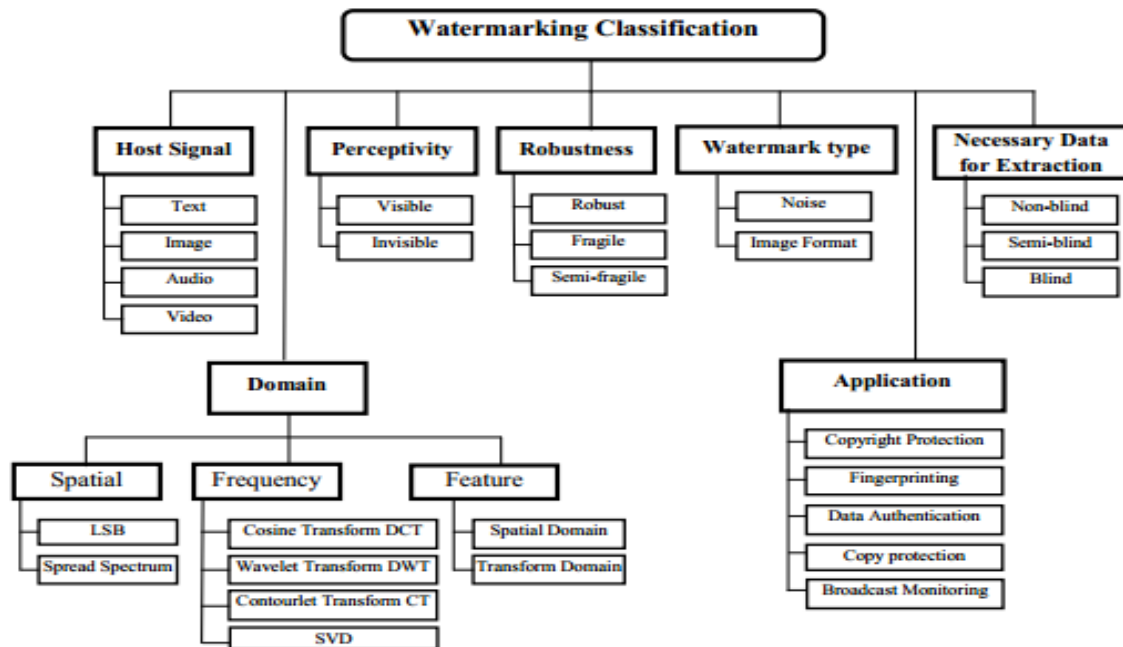 Watermarking Classification
Host Signal
Text
Image
Audio
Video
Perceptivity
Visible
Invisible
Robustness
Robust
Fragile
Semi-fragile
Watermark type
Noise
Image Format
Necessary Data
for Extraction
Non-blind
Semi-blind
Blind
Domain
Spatial
LSB
Spread Spectrum
Frequency
Cosine Transform DCT
Wavelet Transform DWT
Contourlet Transform CT
SVD
Feature
Spatial Domain
Transform Domain
Application
Copyright Protection
Fingerprinting
Data Authentication
Copy protection
Broadcast Monitoring